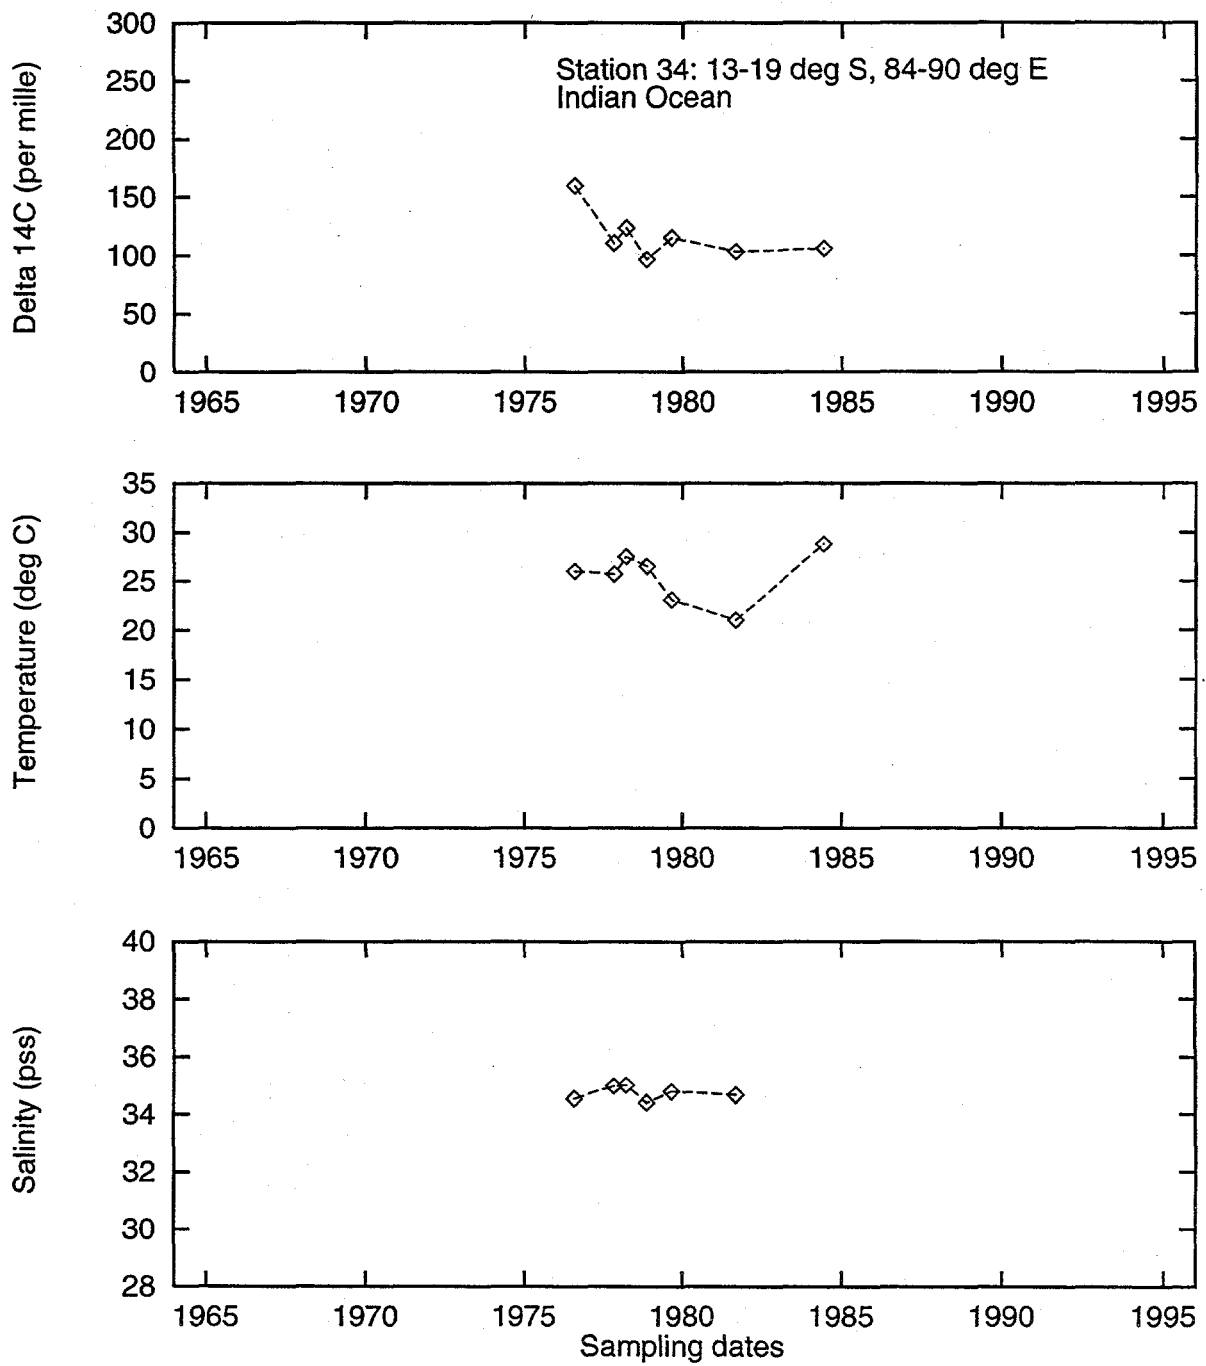 300
250
200
150
100
50
0
Delta 14C (per mille)
Station 34: 13-19 deg S, 84-90 deg E
Indian Ocean
1965 1970 1975 1980 1985 1990 1995
35
30
25
20
15
10
5
0
Temperature (deg C)
1965 1970 1975 1980 1985 1990 1995
40
38
36
34
32
30
28
Salinity (pss)
1965 1970 1975 1980 1985 1990 1995
Sampling dates